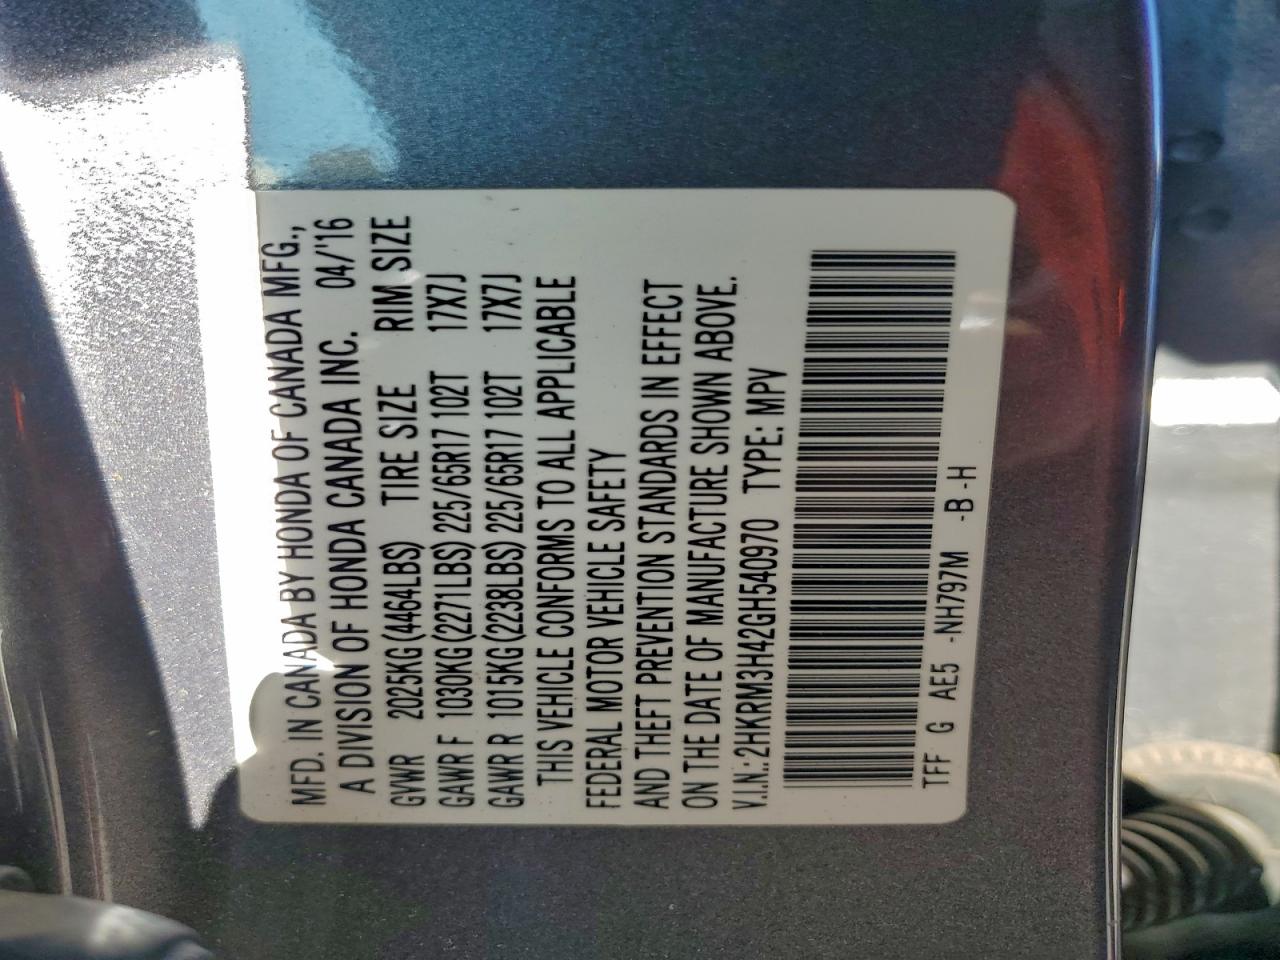 MFD. IN CANADA BY HONDA OF CANADA MFG.,
A DIVISION OF HONDA CANADA INC. 04/'16
GVWR 2025KG(4464LBS) TIRE SIZE RIM SIZE
GAWR F 1030KG(2271LBS) 225/65R17 102T 17X7J
GAWR R 1015KG(2238LBS) 225/65R17 102T 17X7J
THIS VEHICLE CONFORMS TO ALL APPLICABLE
FEDERAL MOTOR VEHICLE SAFETY
AND THEFT PREVENTION STANDARDS IN EFFECT
ON THE DATE OF MANUFACTURE SHOWN ABOVE.
V.I.N.:2HKRM3H42GH540970 TYPE: MPV
TFF G AE5 -NH797M -B -H